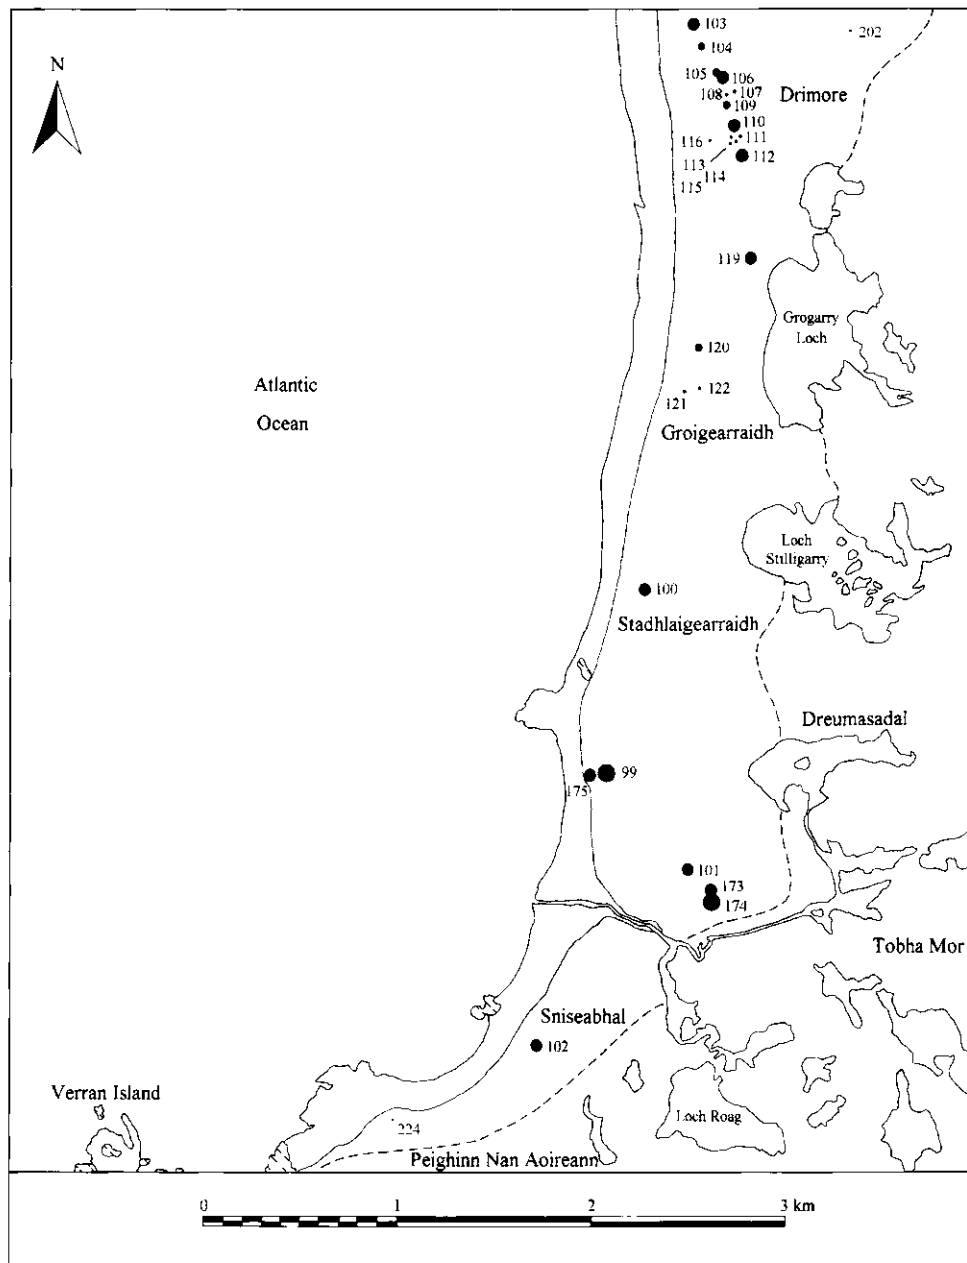 103
202
104
N
105
106
Drimore
108
107
109
110
116
111
112
113
114
115
119
Grogarry
Loch
120
Atlantic
122
121
Ocean
Groigearraidh
Loch
Stilligarry
100
Stadhlaigearraidh
Dreumasadal
99
175
101
173
174
Tobha Mor
Sniseabhal
102
Verran Island
Loch Roag
224
Peighinn Nan Aoireann
0 1 2 3 km